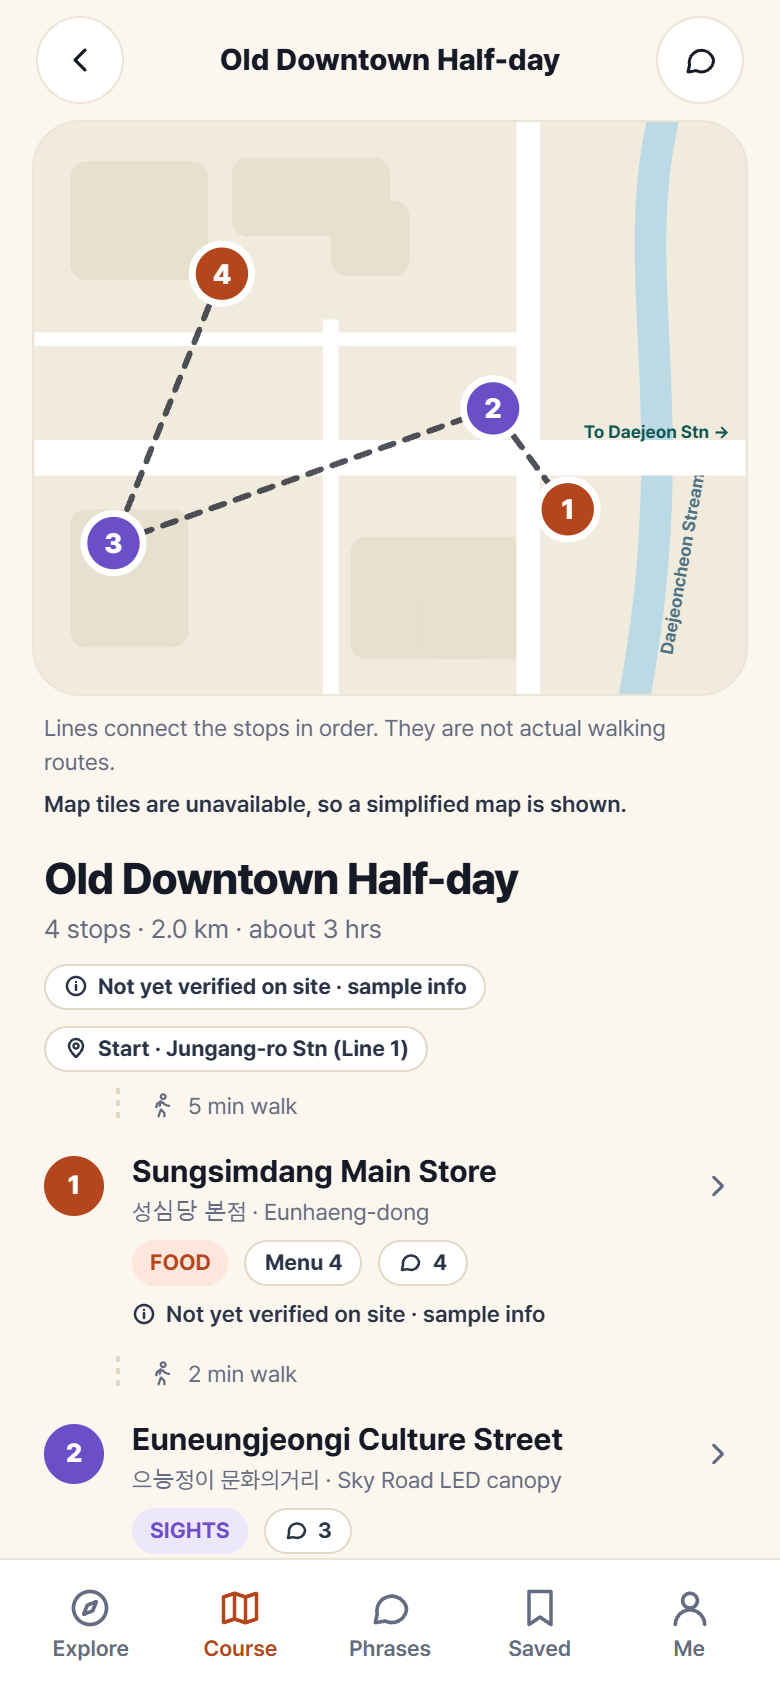 Old Downtown Half-day
4
2
To Daejeon Stn →
1
3
Daejeoncheon Stream
Lines connect the stops in order. They are not actual walking
routes.
Map tiles are unavailable, so a simplified map is shown.
Old Downtown Half-day
4 stops · 2.0 km · about 3 hrs
Not yet verified on site · sample info
Start · Jungang-ro Stn (Line 1)
5 min walk
1
Sungsimdang Main Store
성심당 본점 · Eunhaeng-dong
FOOD
Menu 4
4
Not yet verified on site · sample info
2 min walk
2
Euneungjeongi Culture Street
으능정이 문화의거리 · Sky Road LED canopy
SIGHTS
3
Explore
Course
Phrases
Saved
Me